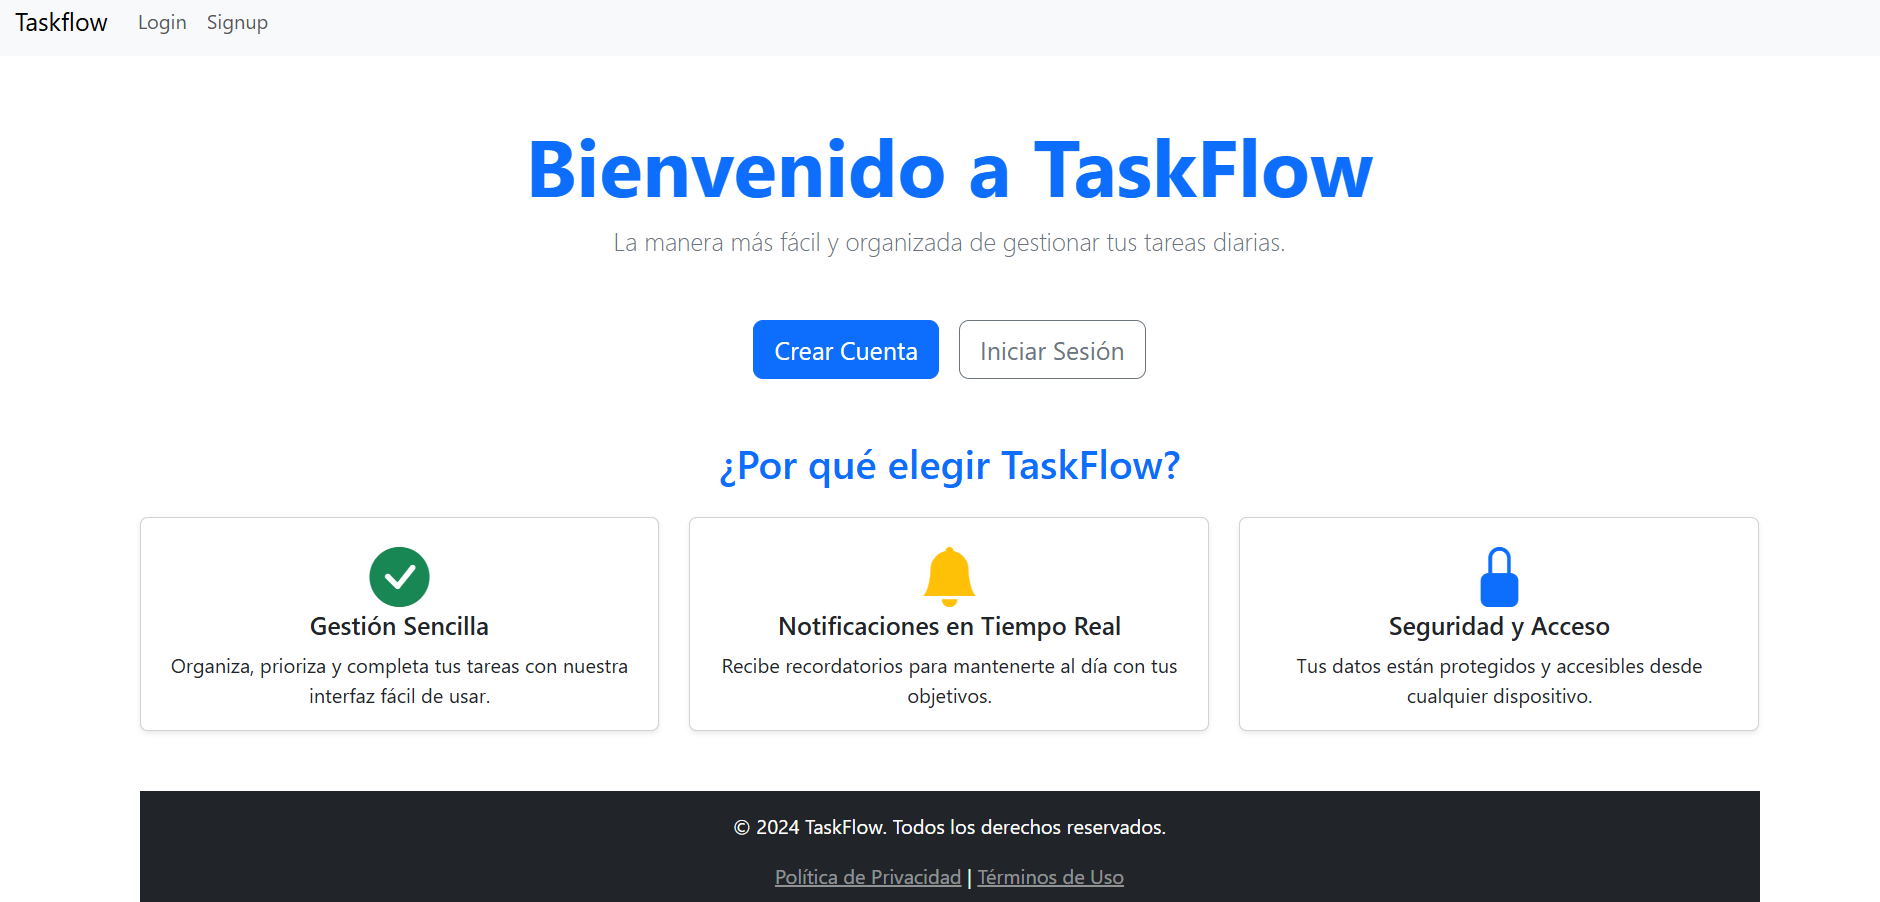 Taskflow Login Signup
Bienvenido a TaskFlow
La manera más fácil y organizada de gestionar tus tareas diarias.
Crear Cuenta Iniciar Sesión
¿Por qué elegir TaskFlow?
Gestión Sencilla
Organiza, prioriza y completa tus tareas con nuestra
interfaz fácil de usar.
Notificaciones en Tiempo Real
Recibe recordatorios para mantenerte al día con tus
objetivos.
Seguridad y Acceso
Tus datos están protegidos y accesibles desde
cualquier dispositivo.
© 2024 TaskFlow. Todos los derechos reservados.
Política de Privacidad | Términos de Uso